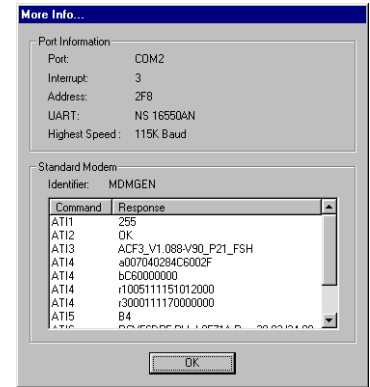 More Info...
Port Information
Port: COM2
Interrupt: 3
Address: 2F8
UART: NS 16550AN
Highest Speed : 115K Baud
Standard Modem
Identifier: MDMGEN
Command Response
ATI1 255
ATI2 OK
ATI3 ACF3_V1.088-V90_P21_FSH
ATI4 a007040284C6002F
ATI4 bC60000000
ATI4 r1005111151012000
ATI4 r3000111170000000
ATI5 B4
OK